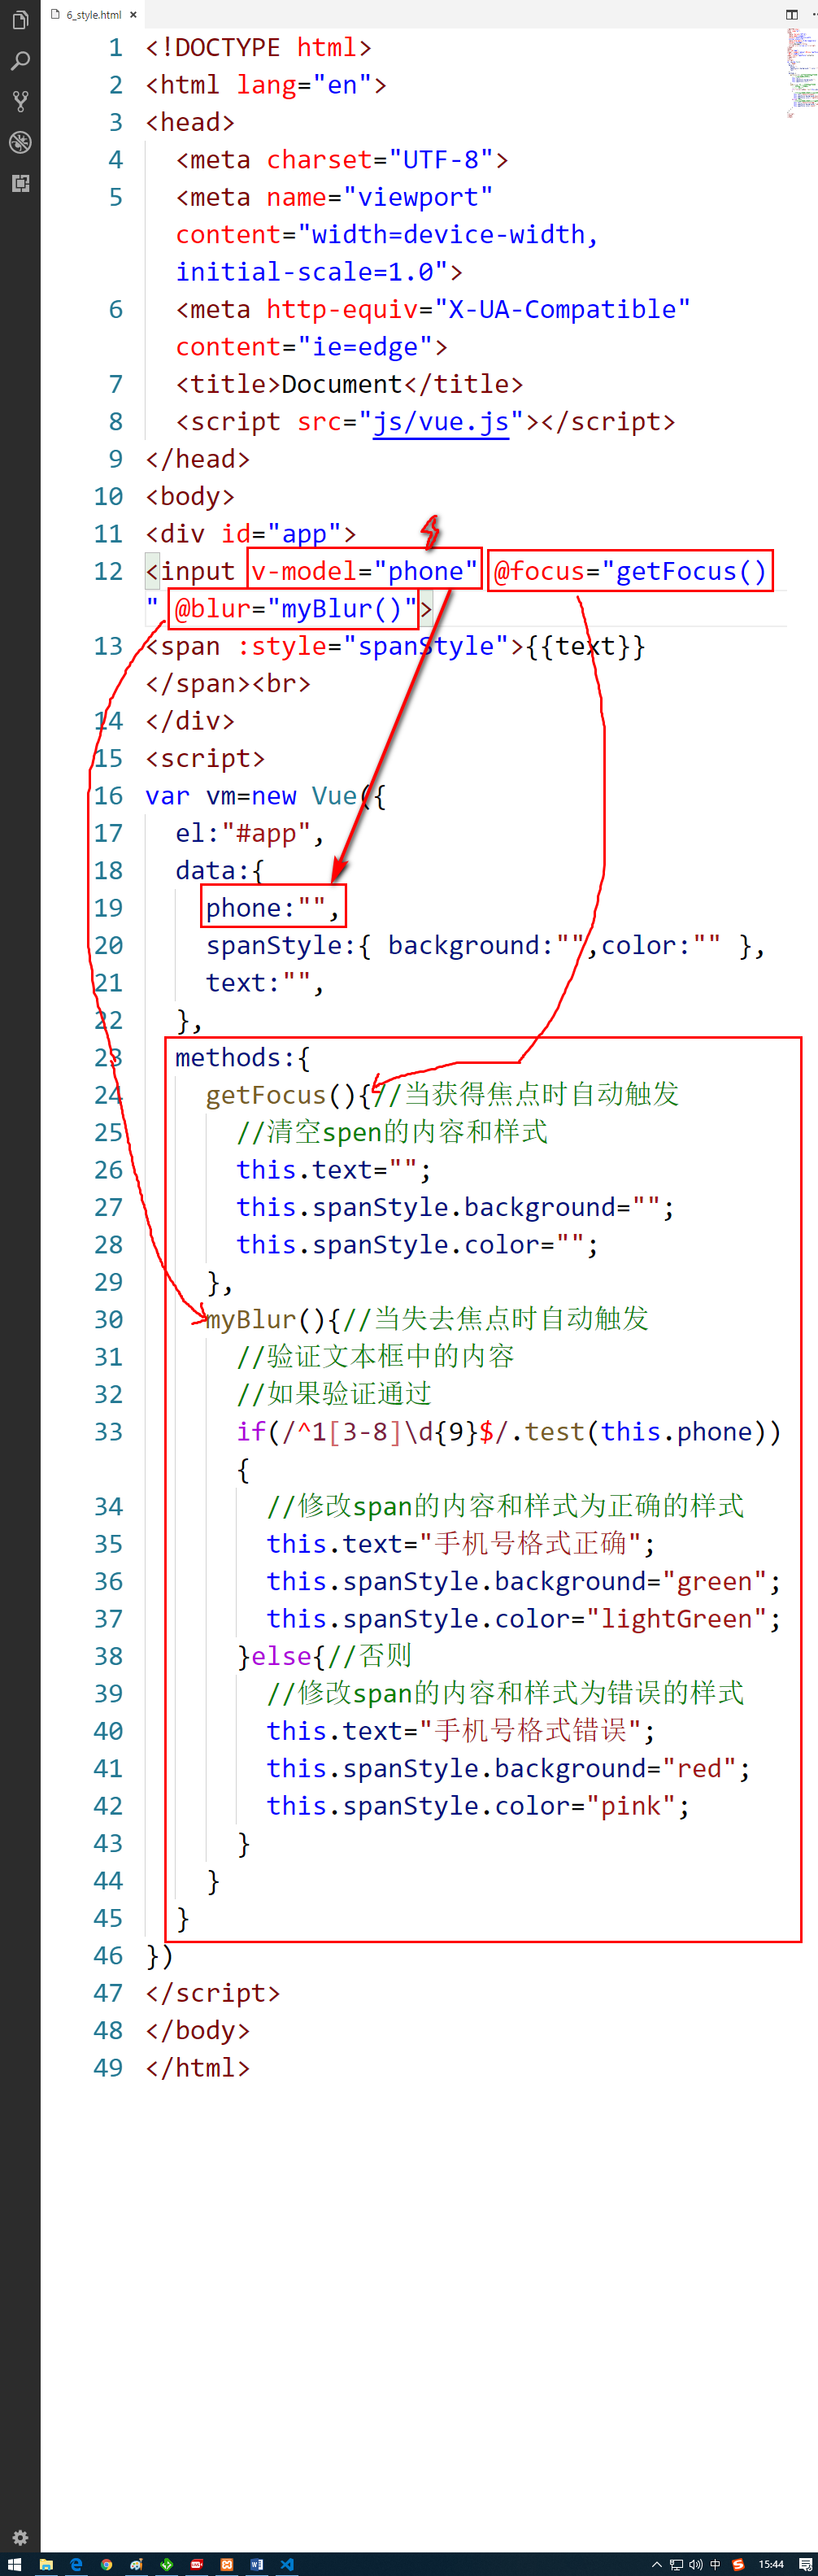 6_style.html
1 <!DOCTYPE html>
2 <html lang="en">
3 <head>
4 <meta charset="UTF-8">
5 <meta name="viewport"
content="width=device-width,
initial-scale=1.0">
6 <meta http-equiv="X-UA-Compatible"
content="ie=edge">
7 <title>Document</title>
8 <script src="js/vue.js"></script>
9 </head>
10 <body>
11 <div id="app">
12 <input v-model="phone" @focus="getFocus()
" @blur="myBlur()">
13 <span :style="spanStyle">{{text}}
</span><br>
14 </div>
15 <script>
16 var vm=new Vue({
17 el:"#app",
18 data:{
19 phone:"",
20 spanStyle:{ background:"",color:"" },
21 text:"",
22 },
23 methods:{
24 getFocus(){//当获得焦点时自动触发
25 //清空spen的内容和样式
26 this.text="";
27 this.spanStyle.background="";
28 this.spanStyle.color="";
29 },
30 myBlur(){//当失去焦点时自动触发
31 //验证文本框中的内容
32 //如果验证通过
33 if(/^1[3-8]\d{9}$/.test(this.phone))
{
34 //修改span的内容和样式为正确的样式
35 this.text="手机号格式正确";
36 this.spanStyle.background="green";
37 this.spanStyle.color="lightGreen";
38 }else{//否则
39 //修改span的内容和样式为错误的样式
40 this.text="手机号格式错误";
41 this.spanStyle.background="red";
42 this.spanStyle.color="pink";
43 }
44 }
45 }
46 })
47 </script>
48 </body>
49 </html>
中 15:44